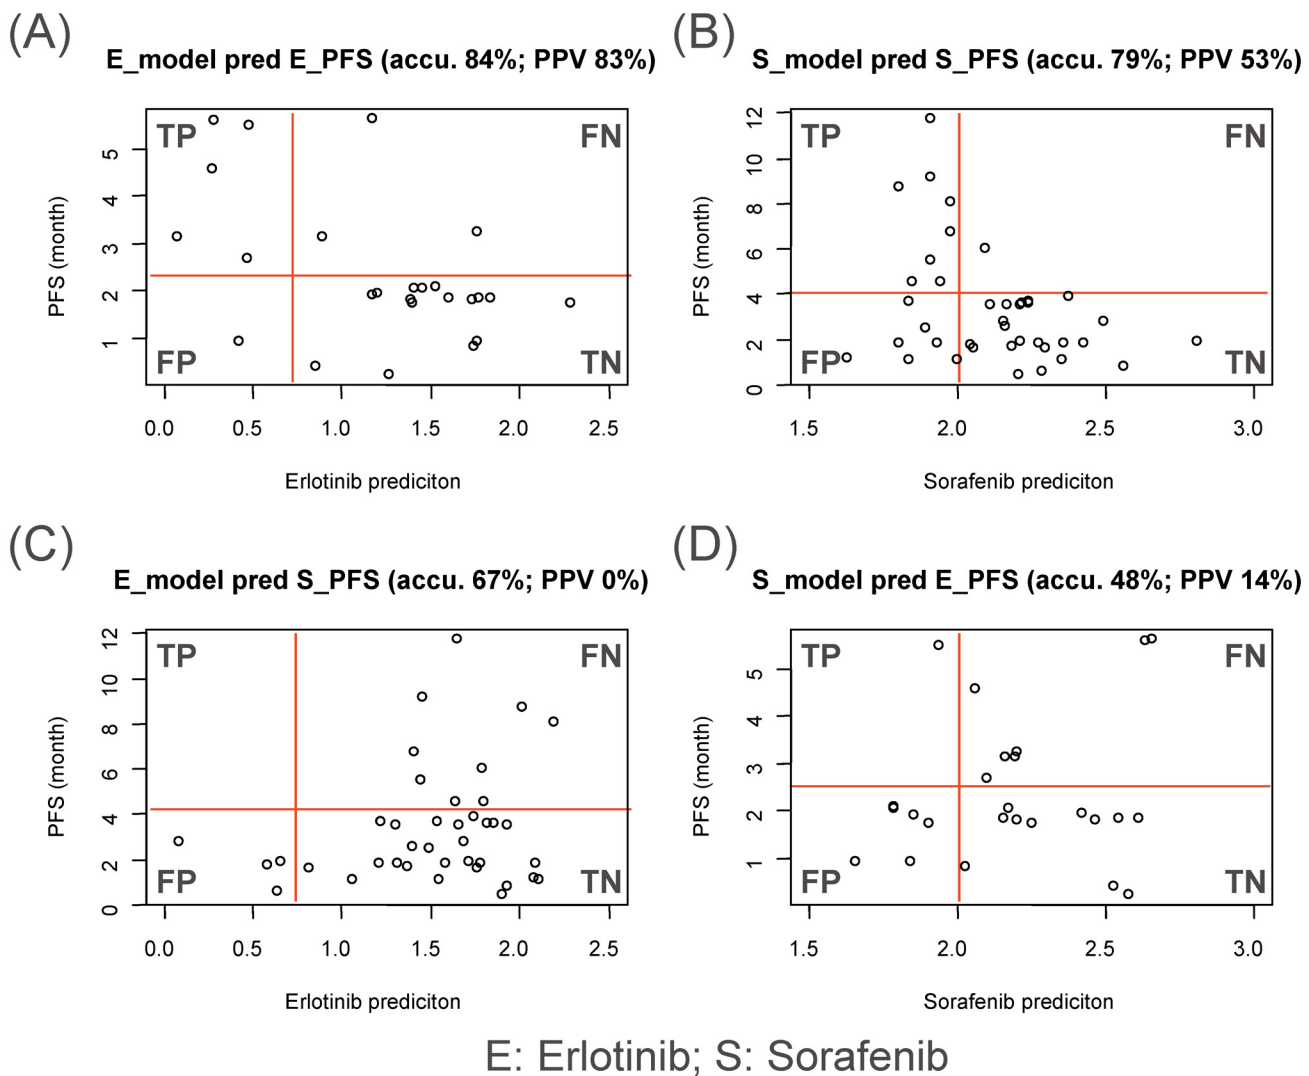 (A)
E_model pred E_PFS (accu. 84%; PPV 83%)
TP
FN
FP
TN
PFS (month)
5
4
3
2
1
0.0 0.5 1.0 1.5 2.0 2.5
Erlotinib prediciton
(B)
S_model pred S_PFS (accu. 79%; PPV 53%)
TP
FN
FP
TN
PFS (month)
12
10
8
6
4
2
0
1.5 2.0 2.5 3.0
Sorafenib prediciton
(C)
E_model pred S_PFS (accu. 67%; PPV 0%)
TP
FN
FP
TN
PFS (month)
12
10
8
6
4
2
0
0.0 0.5 1.0 1.5 2.0 2.5
Erlotinib prediciton
(D)
S_model pred E_PFS (accu. 48%; PPV 14%)
TP
FN
FP
TN
PFS (month)
5
4
3
2
1
1.5 2.0 2.5 3.0
Sorafenib prediciton
E: Erlotinib; S: Sorafenib